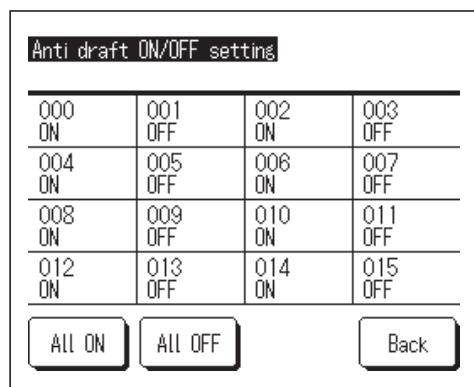 Anti draft ON/OFF setting
000 001 002 003
ON OFF ON OFF
004 005 006 007
ON OFF ON OFF
008 009 010 011
ON OFF ON OFF
012 013 014 015
ON OFF ON OFF
All ON All OFF Back